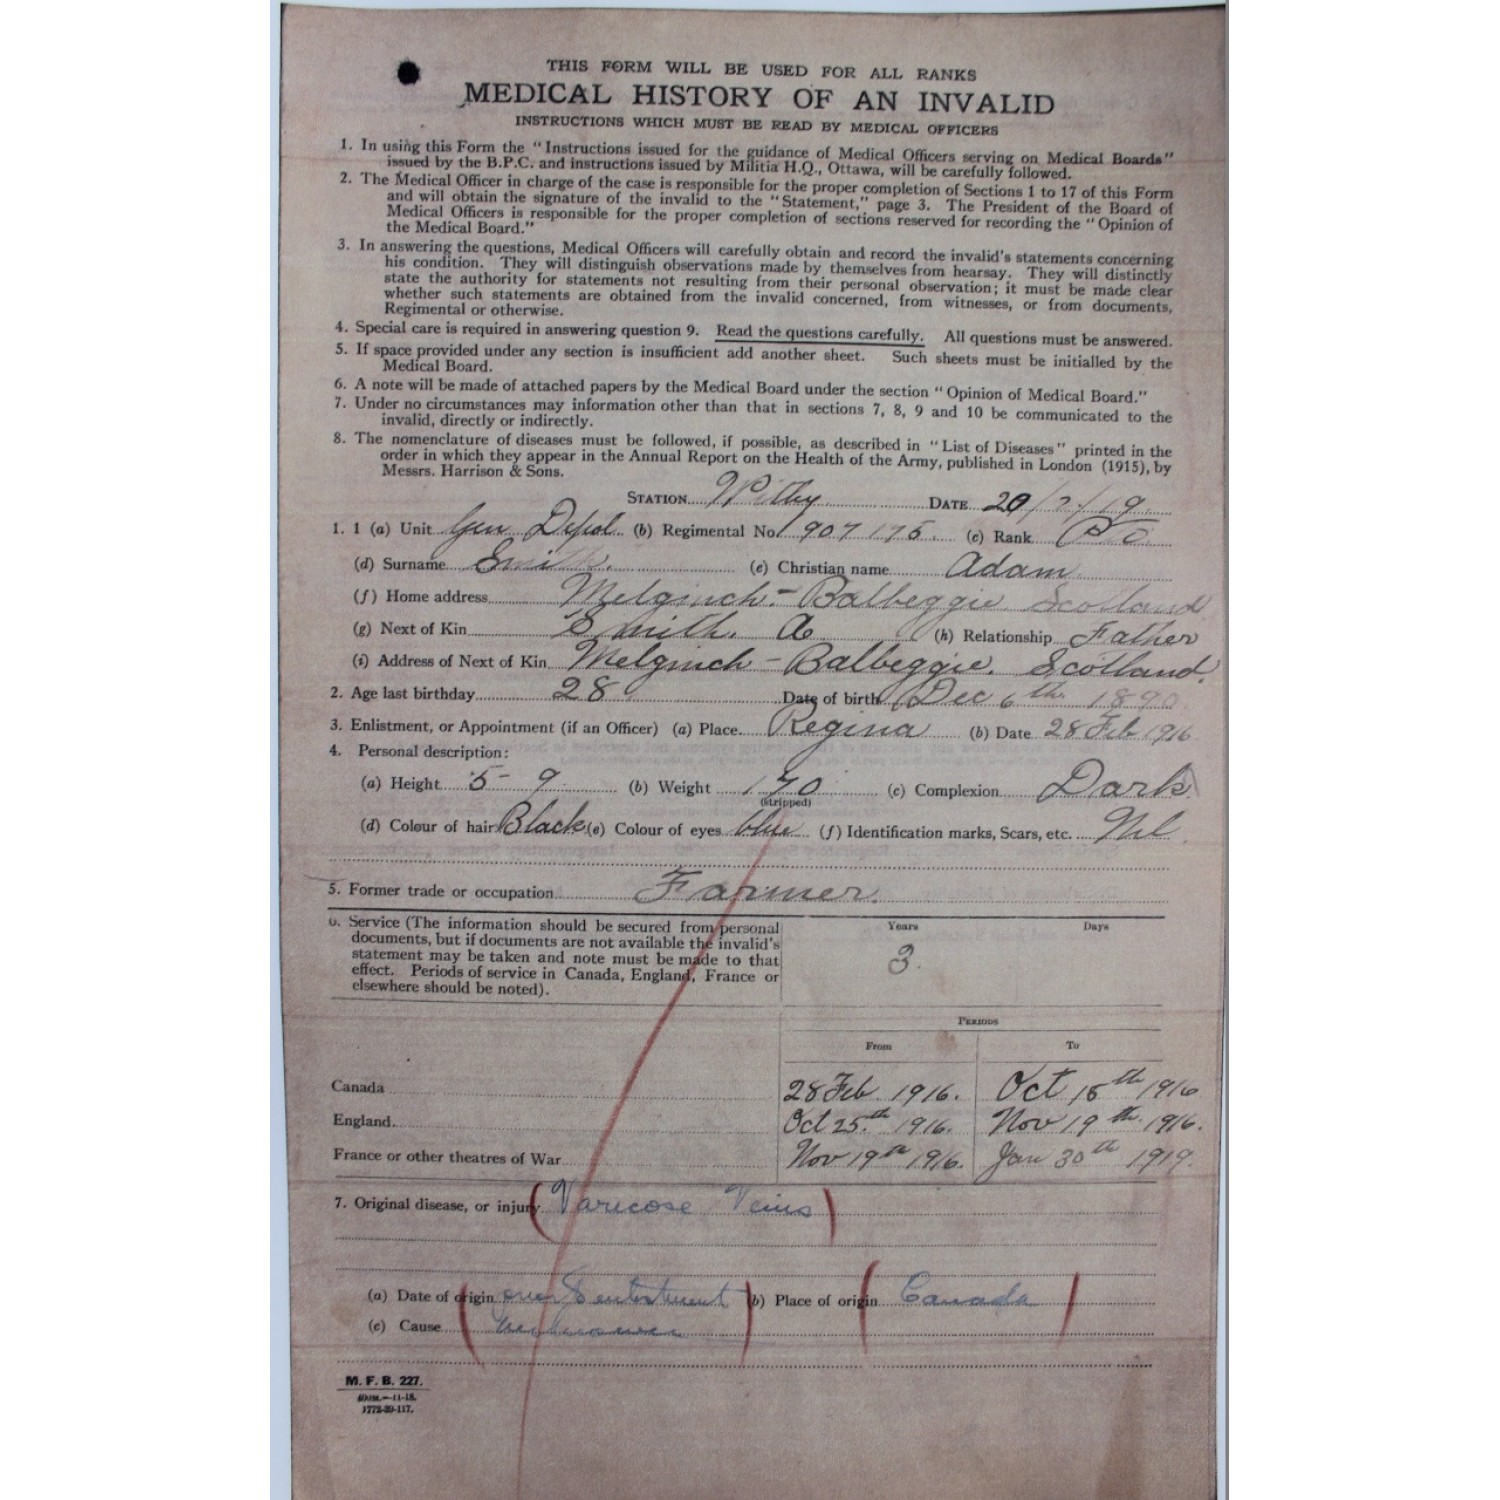 THIS FORM WILL BE USED FOR ALL RANKS
MEDICAL HISTORY OF AN INVALID
INSTRUCTIONS WHICH MUST BE READ BY MEDICAL OFFICERS
1. In using this Form the "Instructions issued for the guidance of Medical Officers serving on Medical Boards"
issued by the B.P.C. and instructions issued by Militia H.Q., Ottawa, will be carefully followed.
2. The Medical Officer in charge of the case is responsible for the proper completion of Sections 1 to 17 of this Form
and will obtain the signature of the invalid to the "Statement," page 3. The President of the Board of
Medical Officers is responsible for the proper completion of sections reserved for recording the "Opinion of
the Medical Board."
3. In answering the questions, Medical Officers will carefully obtain and record the invalid's statements concerning
his condition. They will distinguish observations made by themselves from hearsay. They will distinctly
state the authority for statements not resulting from their personal observation; it must be made clear
whether such statements are obtained from the invalid concerned, from witnesses, or from documents,
Regimental or otherwise.
4. Special care is required in answering question 9. Read the questions carefully. All questions must be answered.
5. If space provided under any section is insufficient add another sheet. Such sheets must be initialled by the
Medical Board.
6. A note will be made of attached papers by the Medical Board under the section "Opinion of Medical Board."
7. Under no circumstances may information other than that in sections 7, 8, 9 and 10 be communicated to the
invalid, directly or indirectly.
8. The nomenclature of diseases must be followed, if possible, as described in "List of Diseases" printed in the
order in which they appear in the Annual Report on the Health of the Army, published in London (1915), by
Messrs. Harrison & Sons.
STATION Witley DATE 20/2/19
1. 1 (a) Unit Gen Depot (b) Regimental No. 907175 (c) Rank Pte
(d) Surname Smith. (e) Christian name Adam
(f) Home address Melginch - Balbeggie Scotland
(g) Next of Kin Smith. A (h) Relationship Father
(i) Address of Next of Kin Melginch - Balbeggie. Scotland.
2. Age last birthday 28 Date of birth Dec 6th 1890
3. Enlistment, or Appointment (if an Officer) (a) Place Regina (b) Date 28 Feb 1916
4. Personal description:
(a) Height 5-9 (b) Weight (stripped) (c) Complexion Dark
(d) Colour of hair Black (e) Colour of eyes blue (f) Identification marks, Scars, etc. Nil
5. Former trade or occupation Farmer.
6. Service (The information should be secured from personal
documents, but if documents are not available the invalid's
statement may be taken and note must be made to that
effect. Periods of service in Canada, England, France or
elsewhere should be noted).
Years Days
3.
PERIODS
From To
Canada 28 Feb. 1916. Oct 18th 1916
England 25th Oct 1916. Nov 19th 1916.
France or other theatres of War Nov 19th 1916. Jan 30th 1919.
7. Original disease, or injury (Varicose Veins)
(a) Date of origin (prior to enlistment) (b) Place of origin (Canada)
(c) Cause unknown
M. F. B. 227.
11-18.
1772-39-117.